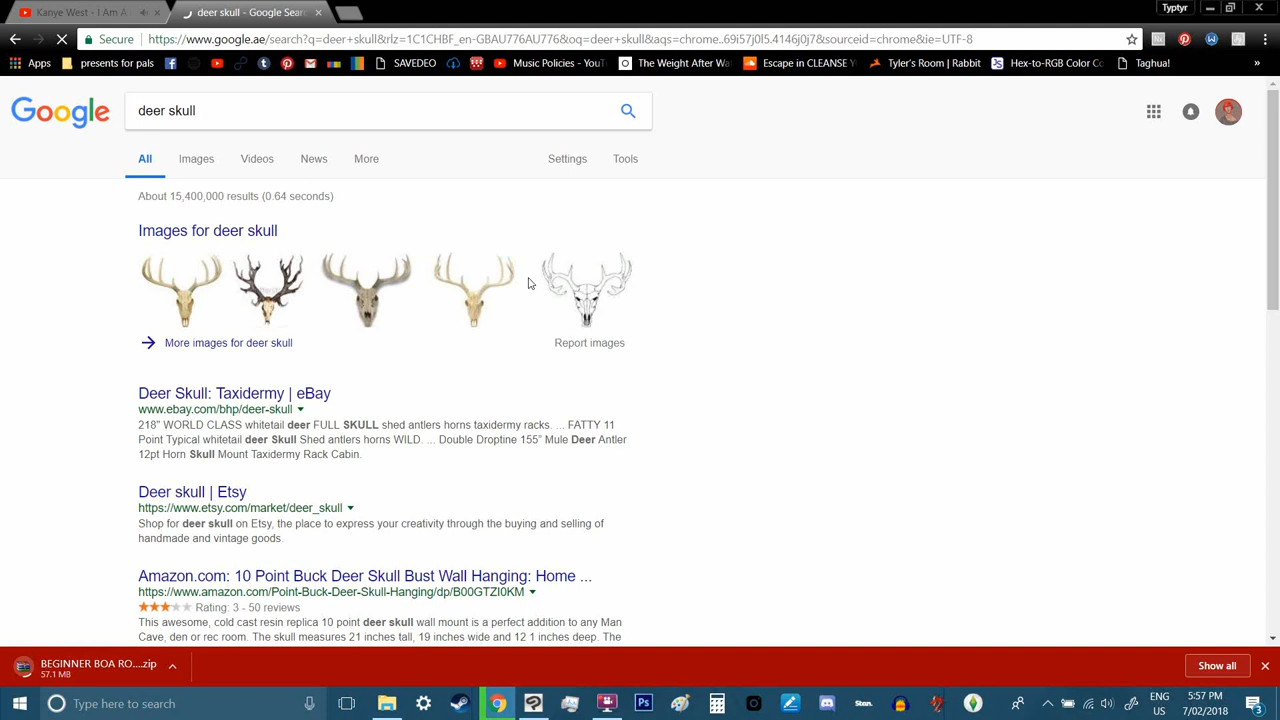 Kanye West - I Am A
deer skull - Google Sear
Typtyr
Secure
https://www.google.ae/search?q=deer+skull&rlz=1C1CHBF_en-GBAU776AU776&oq=deer+skull&aqs=chrome..69i57j0l5.4146j0j7&sourceid=chrome&ie=UTF-8
Apps presents for pals SAVEDEO Music Policies - YouT The Weight After Wa Escape in CLEANSE Y Tyler's Room | Rabbit Hex-to-RGB Color Co Taghua! »
Google deer skull
All Images Videos News More Settings Tools
About 15,400,000 results (0.64 seconds)
Images for deer skull
More images for deer skull Report images
Deer Skull: Taxidermy | eBay
www.ebay.com/bhp/deer-skull
218" WORLD CLASS whitetail deer FULL SKULL shed antlers horns taxidermy racks. ... FATTY 11
Point Typical whitetail deer Skull Shed antlers horns WILD. ... Double Droptine 155" Mule Deer Antler
12pt Horn Skull Mount Taxidermy Rack Cabin.
Deer skull | Etsy
https://www.etsy.com/market/deer_skull
Shop for deer skull on Etsy, the place to express your creativity through the buying and selling of
handmade and vintage goods.
Amazon.com: 10 Point Buck Deer Skull Bust Wall Hanging: Home ...
https://www.amazon.com/Point-Buck-Deer-Skull-Hanging/dp/B00GTZI0KM
Rating: 3 - 50 reviews
This awesome, cold cast resin replica 10 point deer skull wall mount is a perfect addition to any Man
Cave, den or rec room. The skull measures 21 inches tall, 19 inches wide and 12 1 inches deep. The
BEGINNER BOA RO....zip
57.1 MB
Show all
Type here to search
Ps
Stan.
ENG
US
5:57 PM
7/02/2018
3